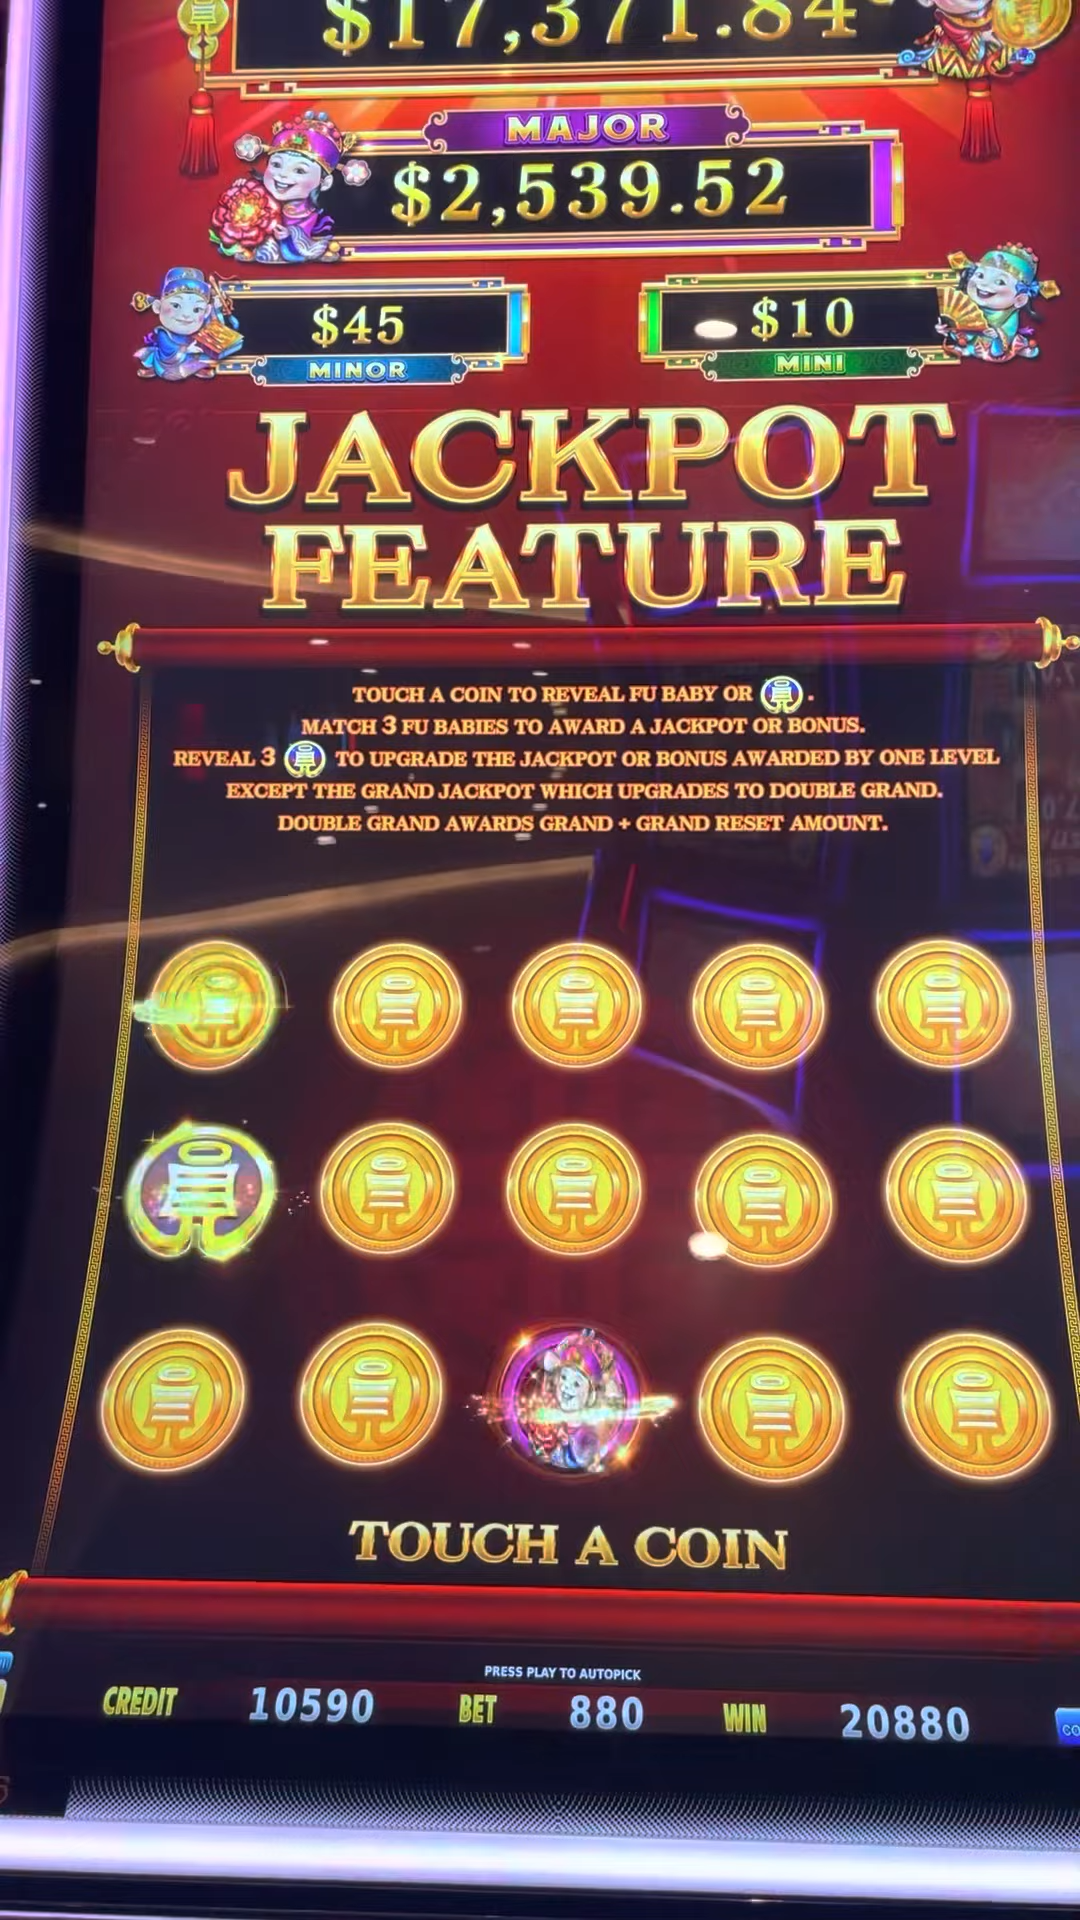 $17,371.84
MAJOR
$2,539.52
$45
MINOR
$10
MINI
JACKPOT
FEATURE
TOUCH A COIN TO REVEAL FU BABY OR .
MATCH 3 FU BABIES TO AWARD A JACKPOT OR BONUS.
REVEAL 3 TO UPGRADE THE JACKPOT OR BONUS AWARDED BY ONE LEVEL
EXCEPT THE GRAND JACKPOT WHICH UPGRADES TO DOUBLE GRAND.
DOUBLE GRAND AWARDS GRAND + GRAND RESET AMOUNT.
TOUCH A COIN
PRESS PLAY TO AUTOPICK
CREDIT 10590 BET 880 WIN 20880